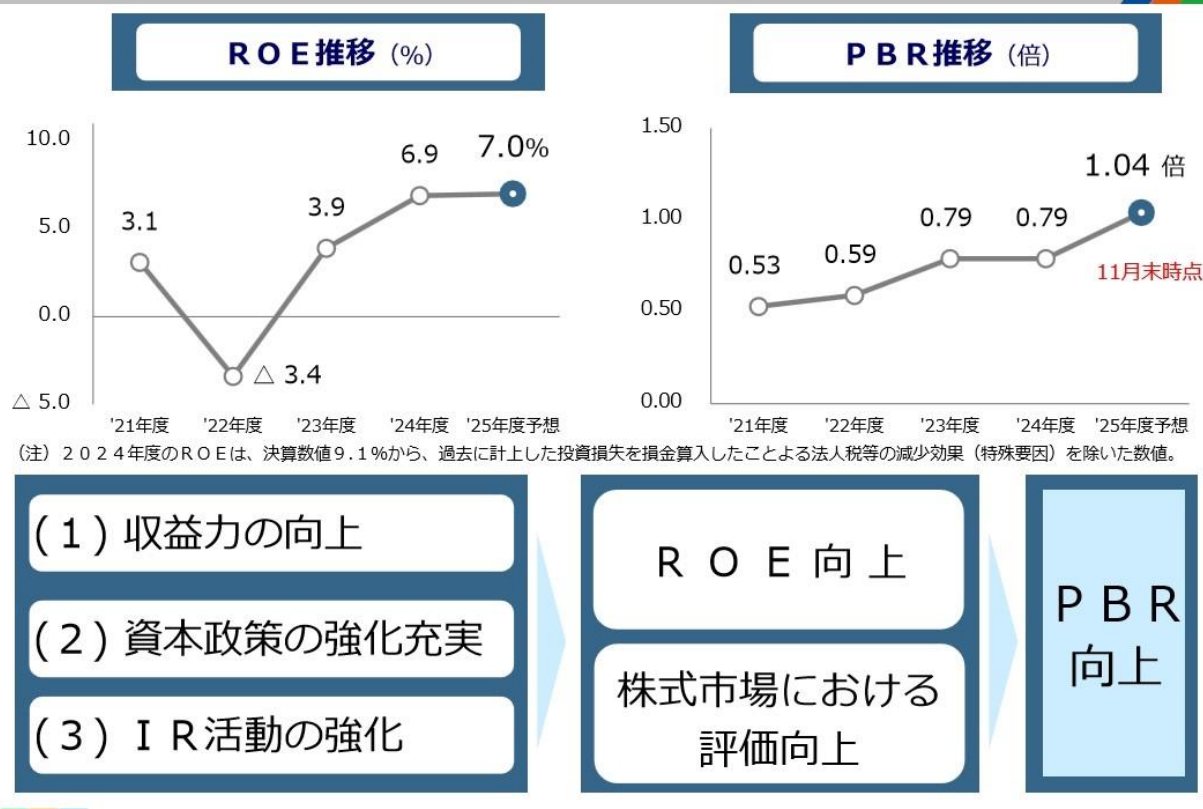 ＲＯＥ推移（%）
10.0
5.0
0.0
△ 5.0
3.1
△ 3.4
3.9
6.9
7.0%
'21年度
'22年度
'23年度
'24年度
'25年度予想
ＰＢＲ推移（倍）
1.50
1.00
0.50
0.00
0.53
0.59
0.79
0.79
1.04 倍
11月末時点
'21年度
'22年度
'23年度
'24年度
'25年度予想
（注）２０２４年度のＲＯＥは、決算数値９.１%から、過去に計上した投資損失を損金算入したことよる法人税等の減少効果（特殊要因）を除いた数値。
(１) 収益力の向上
(２) 資本政策の強化充実
(３) ＩＲ活動の強化
ＲＯＥ向上
株式市場における
評価向上
ＰＢＲ
向上